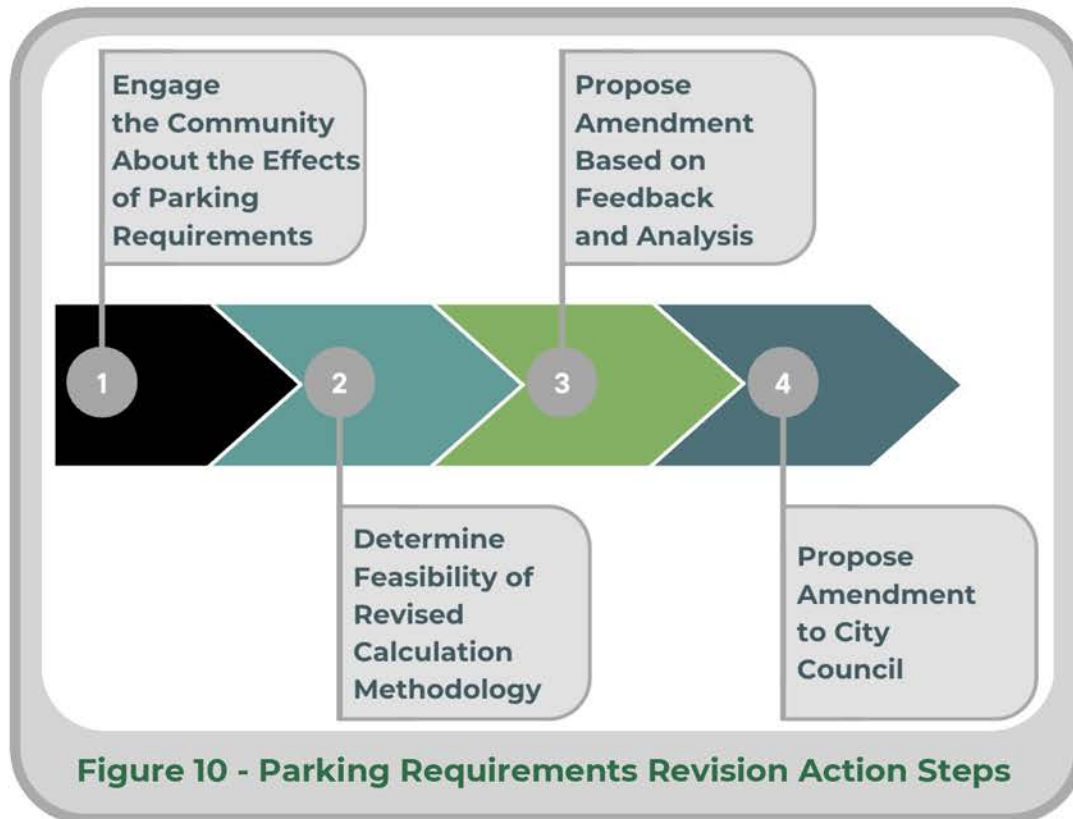 Engage
the Community
About the Effects
of Parking
Requirements
Propose
Amendment
Based on
Feedback
and Analysis
1
2
3
4
Determine
Feasibility of
Revised
Calculation
Methodology
Propose
Amendment
to City
Council
Figure 10 - Parking Requirements Revision Action Steps